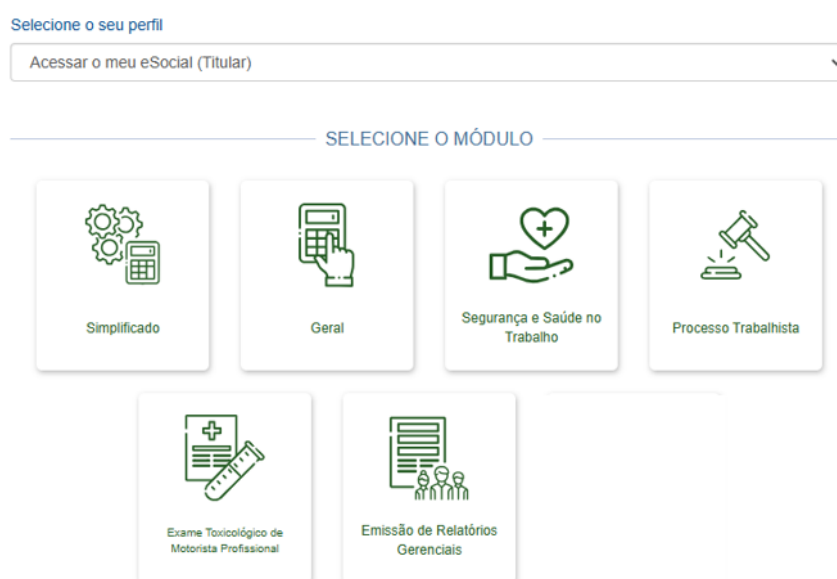 Selecione o seu perfil
Acessar o meu eSocial (Titular)
SELECIONE O MÓDULO
Simplificado
Geral
Segurança e Saúde no
Trabalho
Processo Trabalhista
Exame Toxicológico de
Motorista Profissional
Emissão de Relatórios
Gerenciais